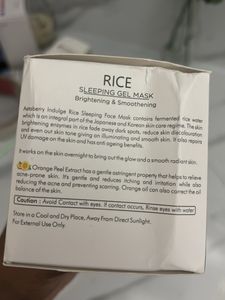 RICE
SLEEPING GEL MASK
Brightening & Smoothening
Aeroberry Indulge Rice Sleeping Face Mask contains fermented rice water
which is an integral part of the Japanese and Korean skin care regime. The skin
brightening enzymes in rice fade away dark spots, reduce skin discolouration
and even out skin tone giving an illuminating and smooth skin. It also repairs
UV damage on the skin and has anti ageing benefits.
It works on the skin overnight to bring out the glow and a smooth radiant skin.
Orange Peel Extract has a gentle astringent property that helps to relieve
acne-prone skin. It's gentle and reduces itching and irritation while also
reducing the acne and preventing scarring. Orange oil can also correct the oil
balance of the skin.
Caution : Avoid Contact with eyes. If contact occurs, Rinse eyes with water
Store in a Cool and Dry Place, Away From Direct Sunlight.
For External Use Only.